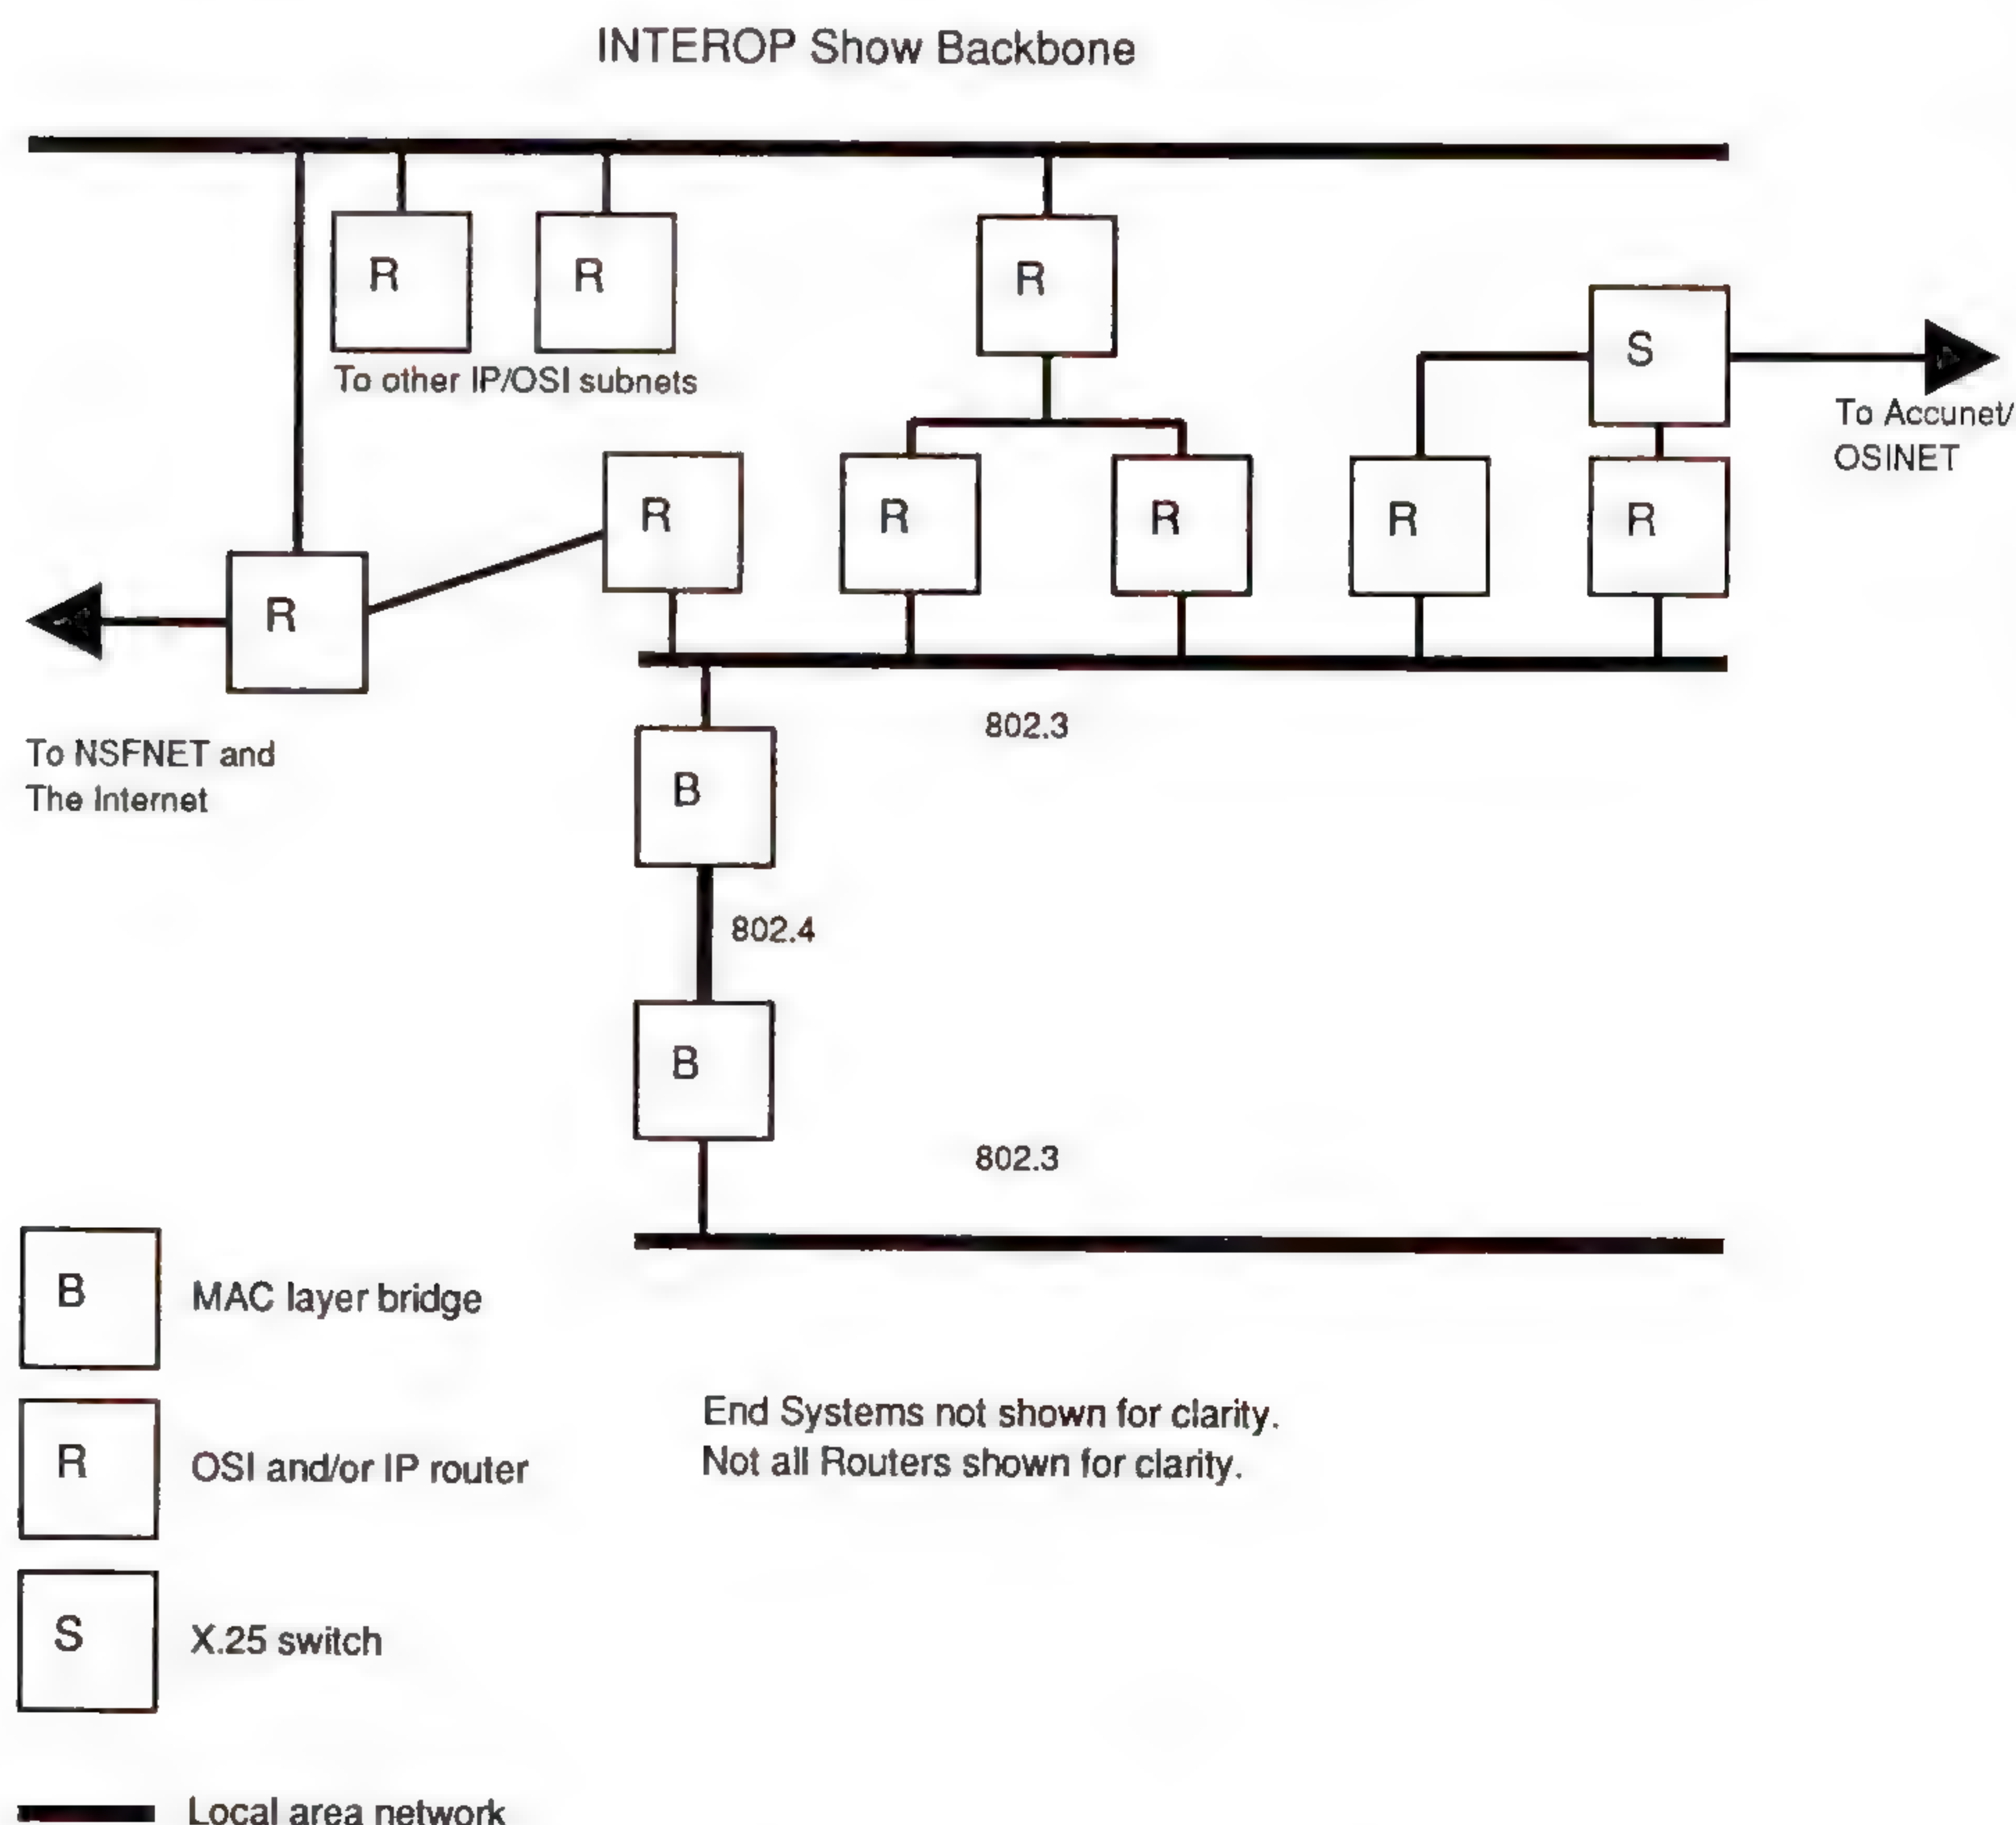 INTEROP Show Backbone
R
R
R
S
To other IP/OSI subnets
To Accunet/
OSINET
R
R
R
R
R
R
To NSFNET and
The Internet
802.3
B
802.4
B
802.3
B
MAC layer bridge
End Systems not shown for clarity.
Not all Routers shown for clarity.
R
OSI and/or IP router
S
X.25 switch
Local area network